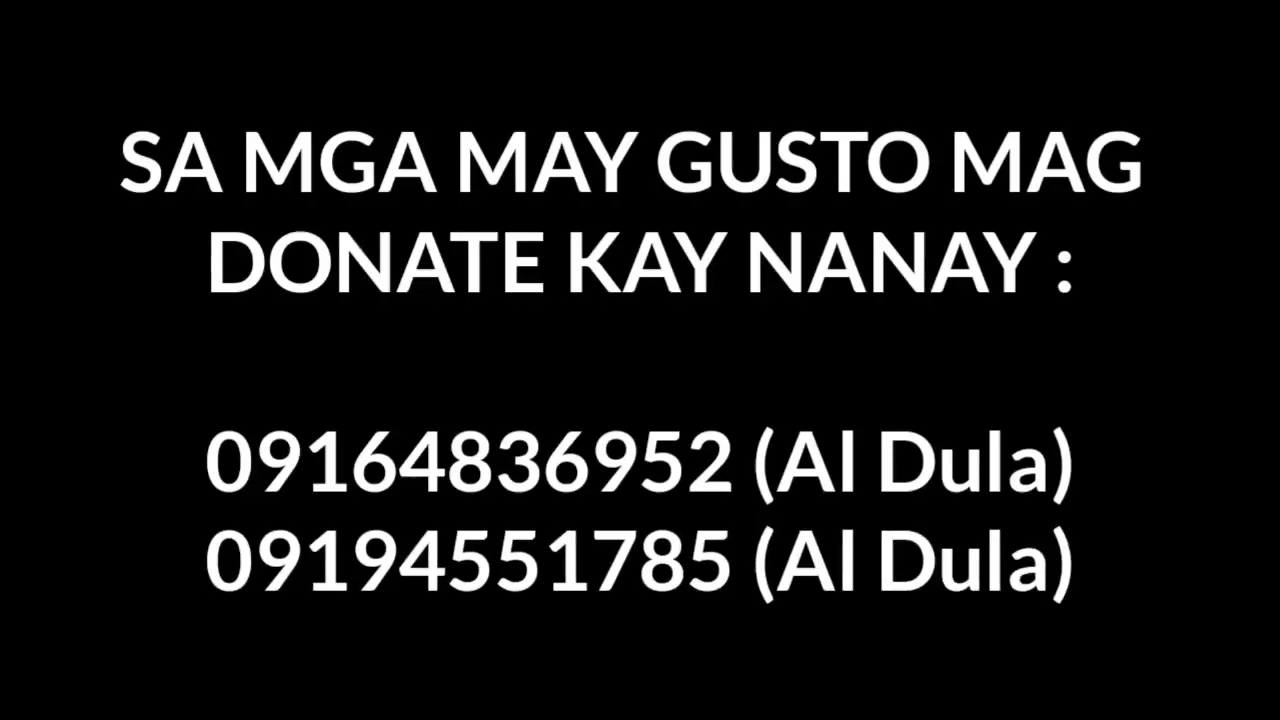 SA MGA MAY GUSTO MAG
DONATE KAY NANAY :
09164836952 (Al Dula)
09194551785 (Al Dula)